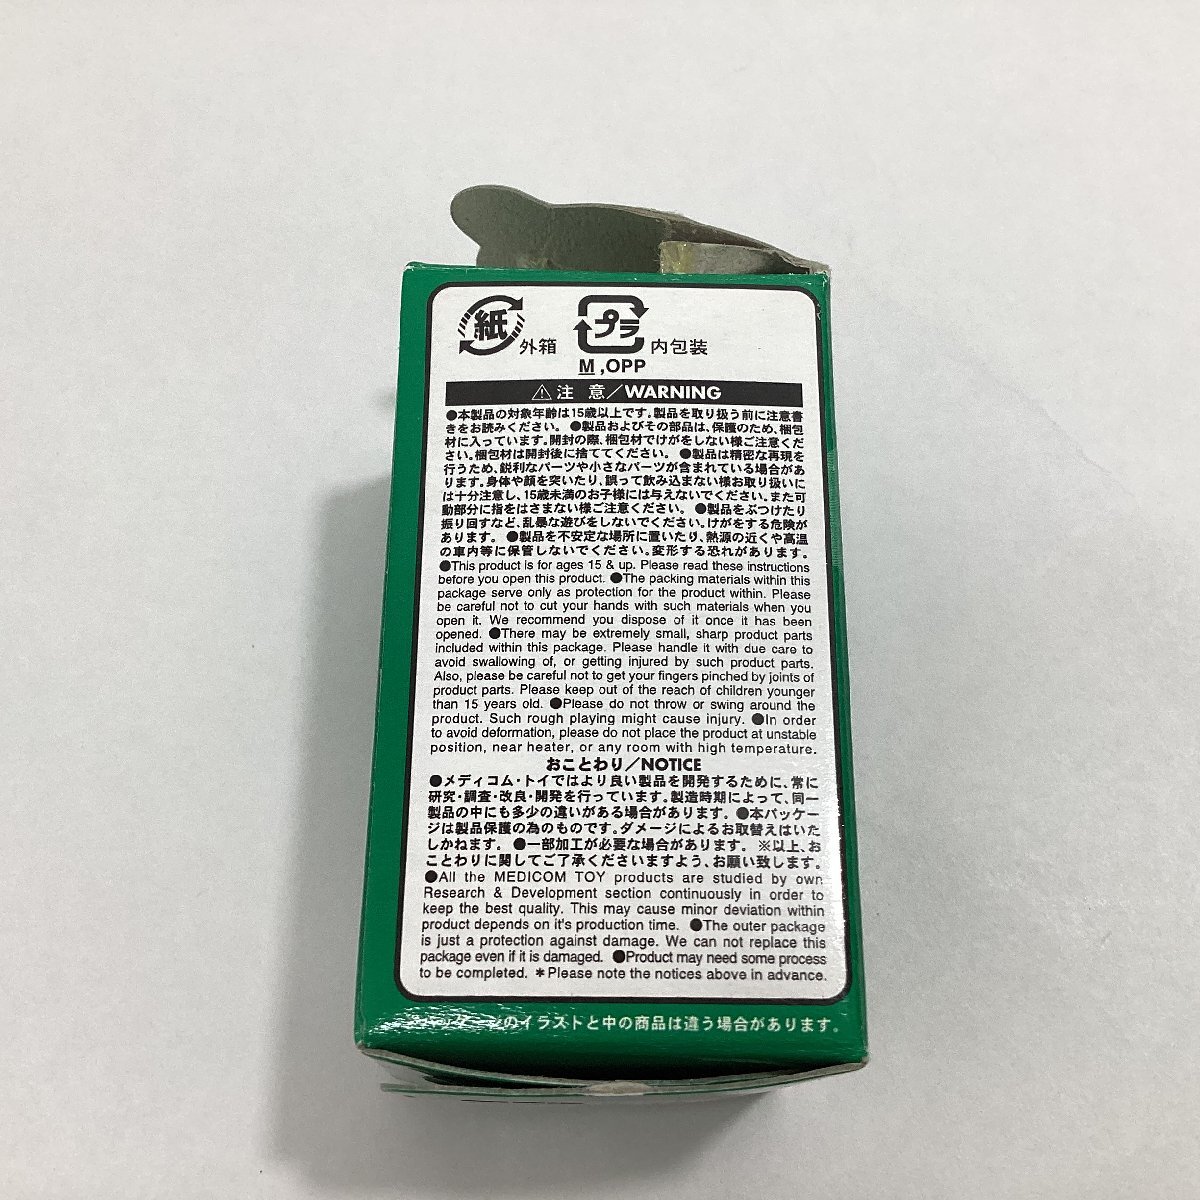 紙 外箱 プラ 内包装
M ,OPP
⚠注 意/WARNING
●本製品の対象年齢は15歳以上です。製品を取り扱う前に注意書
きをお読みください。 ●製品およびその部品は、保護のため、梱包
材に入っています。開封の際、梱包材でけがをしない様ご注意くだ
さい。梱包材は開封後に捨ててください。 ●製品は精密な再現を
行うため、鋭利なパーツや小さなパーツが含まれている場合があ
ります。身体や顔を突いたり、誤って飲み込まない様お取り扱いに
は十分注意し、15歳未満のお子様には与えないでください。また可
動部分に指をはさまない様ご注意ください。 ●製品をぶつけたり
振り回すなど、乱暴な遊びをしないでください。けがをする危険が
あります。 ●製品を不安定な場所に置いたり、熱源の近くや高温
の車内等に保管しないでください。変形する恐れがあります。
●This product is for ages 15 & up. Please read these instructions
before you open this product. ●The packing materials within this
package serve only as protection for the product within. Please
be careful not to cut your hands with such materials when you
open it. We recommend you dispose of it once it has been
opened. ●There may be extremely small, sharp product parts
included within this package. Please handle it with due care to
avoid swallowing of, or getting injured by such product parts.
Also, please be careful not to get your fingers pinched by joints of
product parts. Please keep out of the reach of children younger
than 15 years old. ●Please do not throw or swing around the
product. Such rough playing might cause injury. ●In order
to avoid deformation, please do not place the product at unstable
position, near heater, or any room with high temperature.
おことわり/NOTICE
●メディコム・トイではより良い製品を開発するために、常に
研究・調査・改良・開発を行っています。製造時期によって、同一
製品の中にも多少の違いがある場合があります。 ●本パッケー
ジは製品保護の為のものです。ダメージによるお取替えはいた
しかねます。 ●一部加工が必要な場合があります。 ※以上、お
ことわりに関してご了承くださいますよう、お願い致します。
●All the MEDICOM TOY products are studied by own
Research & Development section continuously in order to
keep the best quality. This may cause minor deviation within
product depends on it's production time. ●The outer package
is just a protection against damage. We can not replace this
package even if it is damaged. ●Product may need some process
to be completed. *Please note the notices above in advance.
パッケージのイラストと中の商品は違う場合があります。